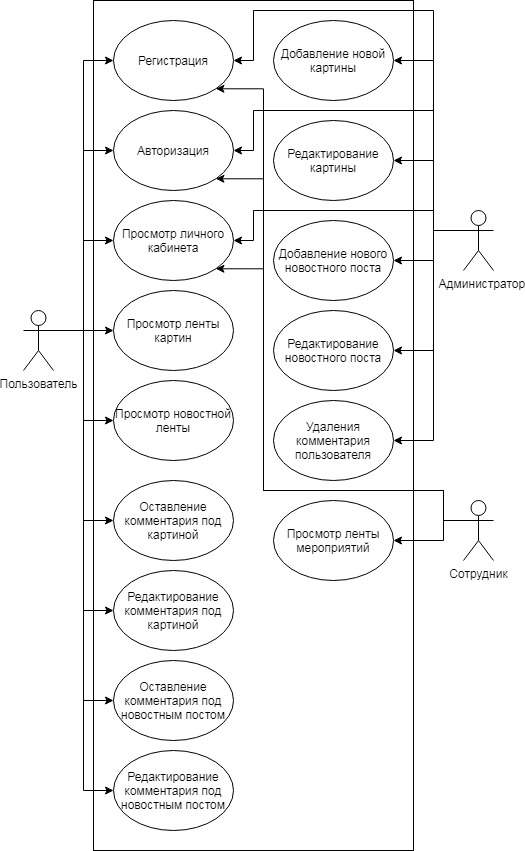 Регистрация
Добавление новой
картины
Авторизация
Редактирование
картины
Просмотр личного
кабинета
Добавление нового
новостного поста
Администратор
Просмотр ленты
картин
Редактирование
новостного поста
Пользователь
Просмотр новостной
ленты
Удаления
комментария
пользователя
Оставление
комментария под
картиной
Просмотр ленты
мероприятий
Сотрудник
Редактирование
комментария под
картиной
Оставление
комментария под
новостным постом
Редактирование
комментария под
новостным постом